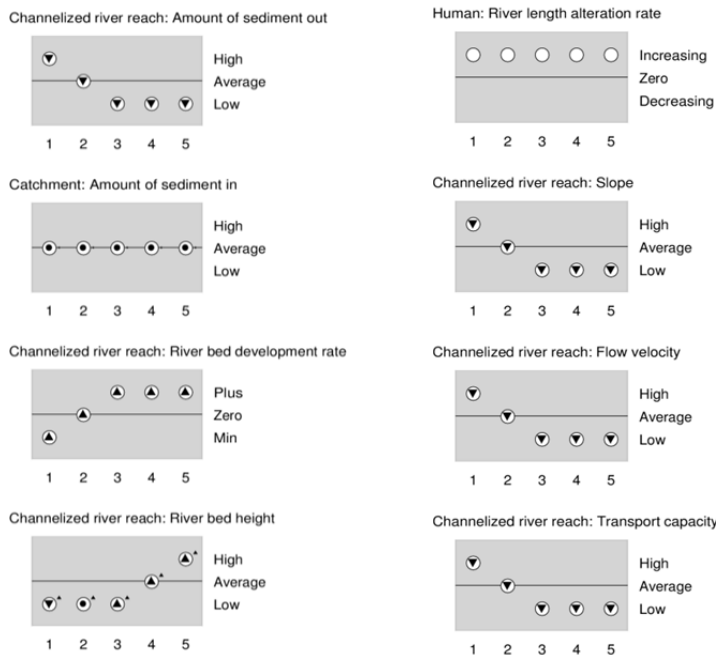 Channelized river reach: Amount of sediment out
High
Average
Low
1 2 3 4 5
Catchment: Amount of sediment in
High
Average
Low
1 2 3 4 5
Channelized river reach: River bed development rate
Plus
Zero
Min
1 2 3 4 5
Channelized river reach: River bed height
High
Average
Low
1 2 3 4 5
Human: River length alteration rate
Increasing
Zero
Decreasing
1 2 3 4 5
Channelized river reach: Slope
High
Average
Low
1 2 3 4 5
Channelized river reach: Flow velocity
High
Average
Low
1 2 3 4 5
Channelized river reach: Transport capacity
High
Average
Low
1 2 3 4 5